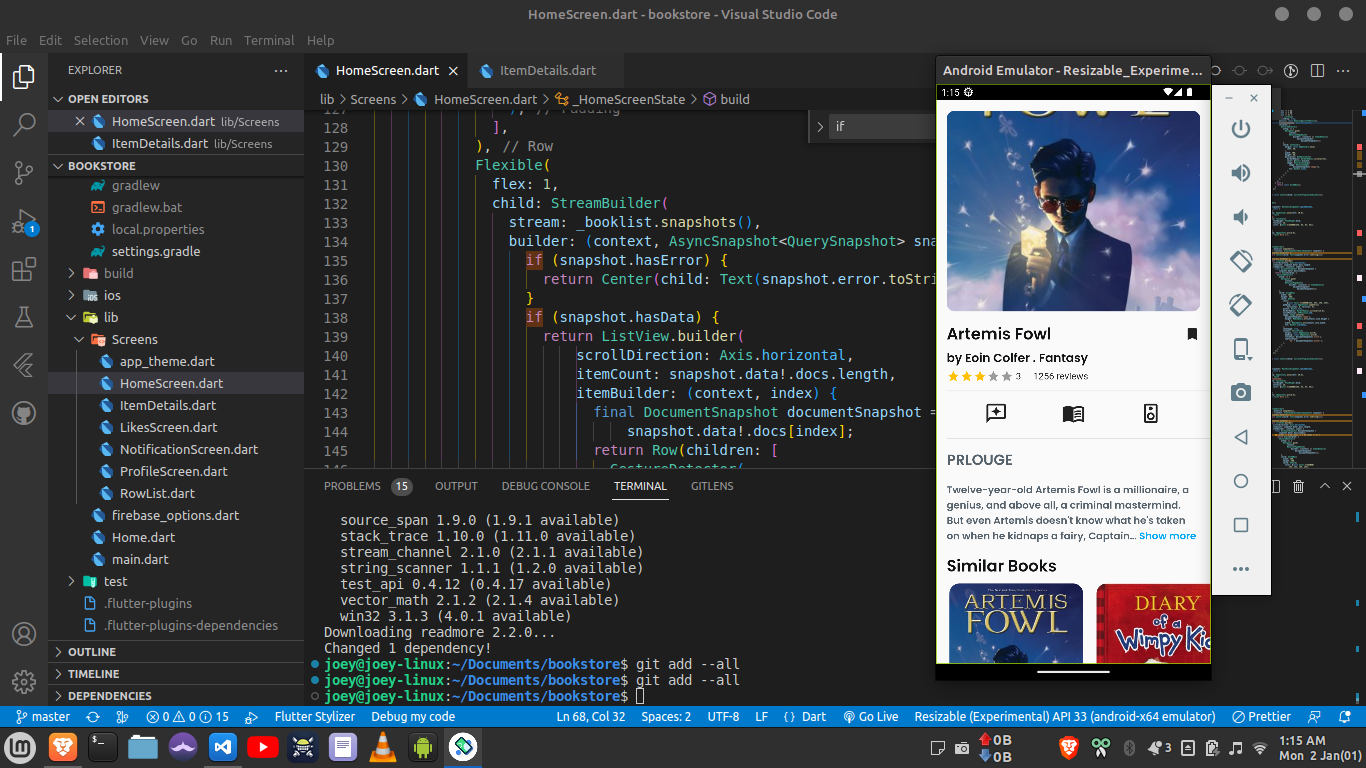 HomeScreen.dart - bookstore - Visual Studio Code
File Edit Selection View Go Run Terminal Help
EXPLORER
OPEN EDITORS
HomeScreen.dart lib/Screens
ItemDetails.dart lib/Screens
BOOKSTORE
gradlew
gradlew.bat
local.properties
settings.gradle
build
ios
lib
Screens
app_theme.dart
HomeScreen.dart
ItemDetails.dart
LikesScreen.dart
NotificationScreen.dart
ProfileScreen.dart
RowList.dart
firebase_options.dart
Home.dart
main.dart
test
.flutter-plugins
.flutter-plugins-dependencies
OUTLINE
TIMELINE
DEPENDENCIES
1
HomeScreen.dart ItemDetails.dart
lib > Screens > HomeScreen.dart > _HomeScreenState > build
if
127 ), // Padding
128 ],
129 ), // Row
130 Flexible(
131 flex: 1,
132 child: StreamBuilder(
133 stream: _booklist.snapshots(),
134 builder: (context, AsyncSnapshot<QuerySnapshot> sna
135 if (snapshot.hasError) {
136 return Center(child: Text(snapshot.error.toStri
137 }
138 if (snapshot.hasData) {
139 return ListView.builder(
140 scrollDirection: Axis.horizontal,
141 itemCount: snapshot.data!.docs.length,
142 itemBuilder: (context, index) {
143 final DocumentSnapshot documentSnapshot =
144 snapshot.data!.docs[index];
145 return Row(children: [
146 GestureDetector(
PROBLEMS 15 OUTPUT DEBUG CONSOLE TERMINAL GITLENS
source_span 1.9.0 (1.9.1 available)
stack_trace 1.10.0 (1.11.0 available)
stream_channel 2.1.0 (2.1.1 available)
string_scanner 1.1.1 (1.2.0 available)
test_api 0.4.12 (0.4.17 available)
vector_math 2.1.2 (2.1.4 available)
win32 3.1.3 (4.0.1 available)
Downloading readmore 2.2.0...
Changed 1 dependency!
joey@joey-linux:~/Documents/bookstore$ git add --all
joey@joey-linux:~/Documents/bookstore$ git add --all
joey@joey-linux:~/Documents/bookstore$
Android Emulator - Resizable_Experime...
1:15
FOWL
Artemis Fowl
by Eoin Colfer . Fantasy
3 1256 reviews
PRLOUGE
Twelve-year-old Artemis Fowl is a millionaire, a
genius, and above all, a criminal mastermind.
But even Artemis doesn't know what he's taken
on when he kidnaps a fairy, Captain... Show more
Similar Books
ARTEMIS
FOWL
DIARY
of a
Wimpy Kid
master 0 0 15 Flutter Stylizer Debug my code Ln 68, Col 32 Spaces: 2 UTF-8 LF {} Dart Go Live Resizable (Experimental) API 33 (android-x64 emulator) Prettier
0B
0B
3
1:15 AM
Mon 2 Jan(01)